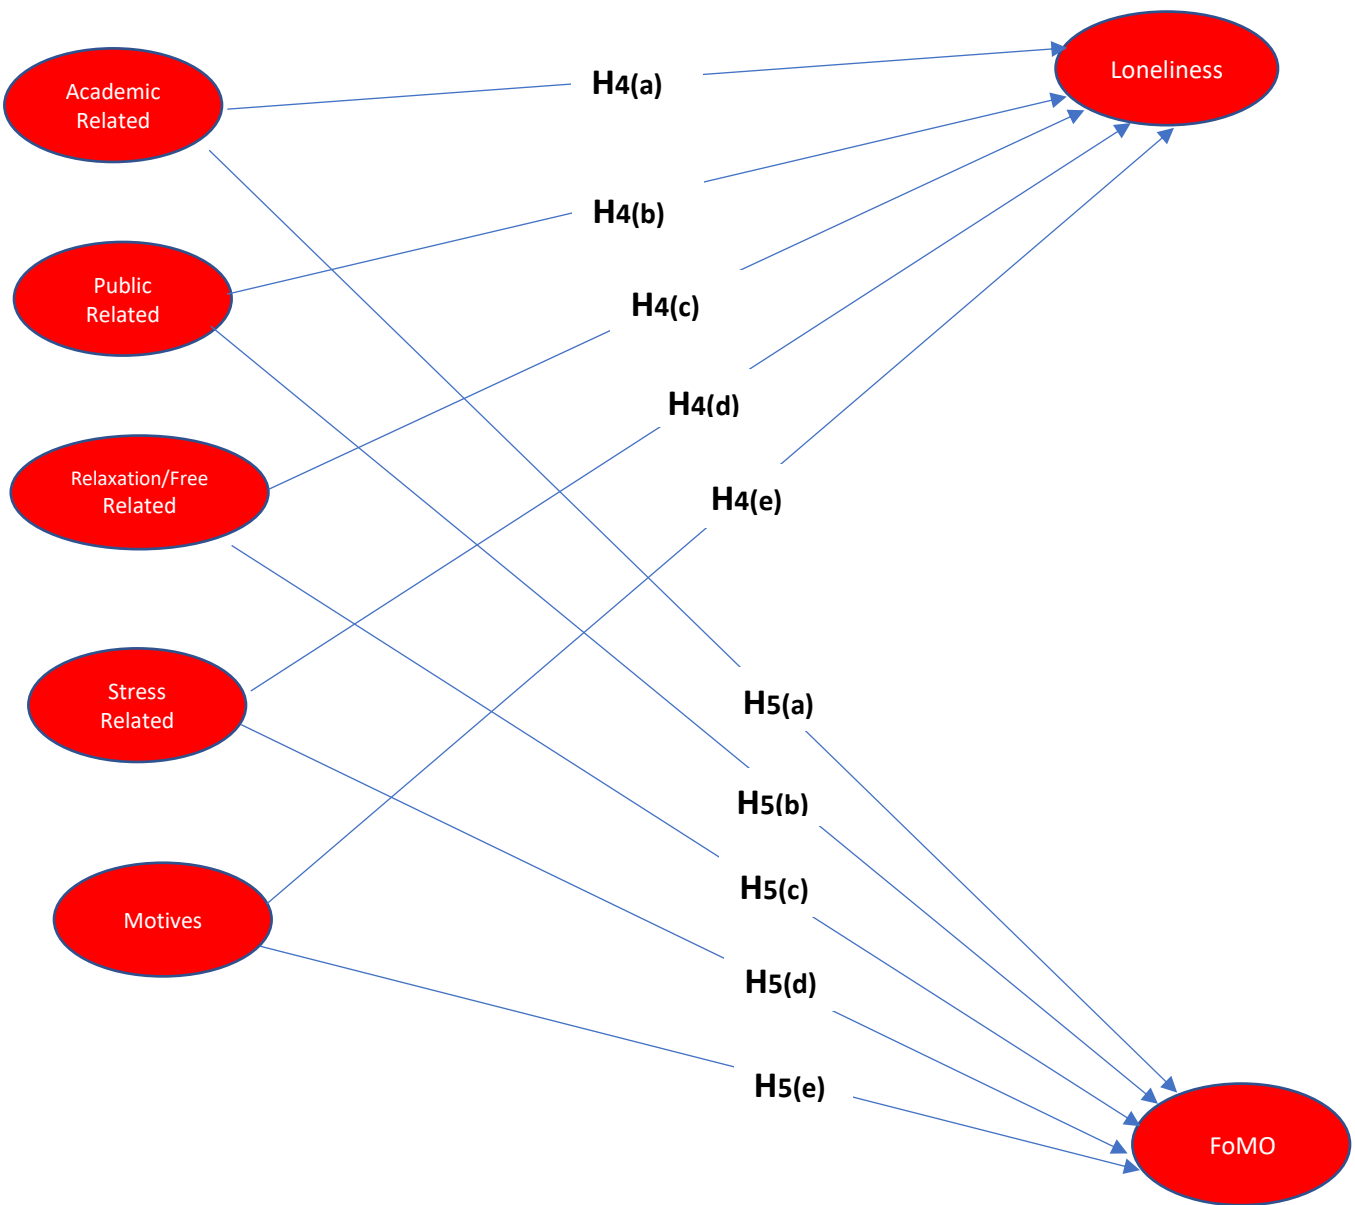 Academic
Related
Public
Related
Relaxation/Free
Related
Stress
Related
Motives
H4(a)
H4(b)
H4(c)
H4(d)
H4(e)
H5(a)
H5(b)
H5(c)
H5(d)
H5(e)
Loneliness
FoMO